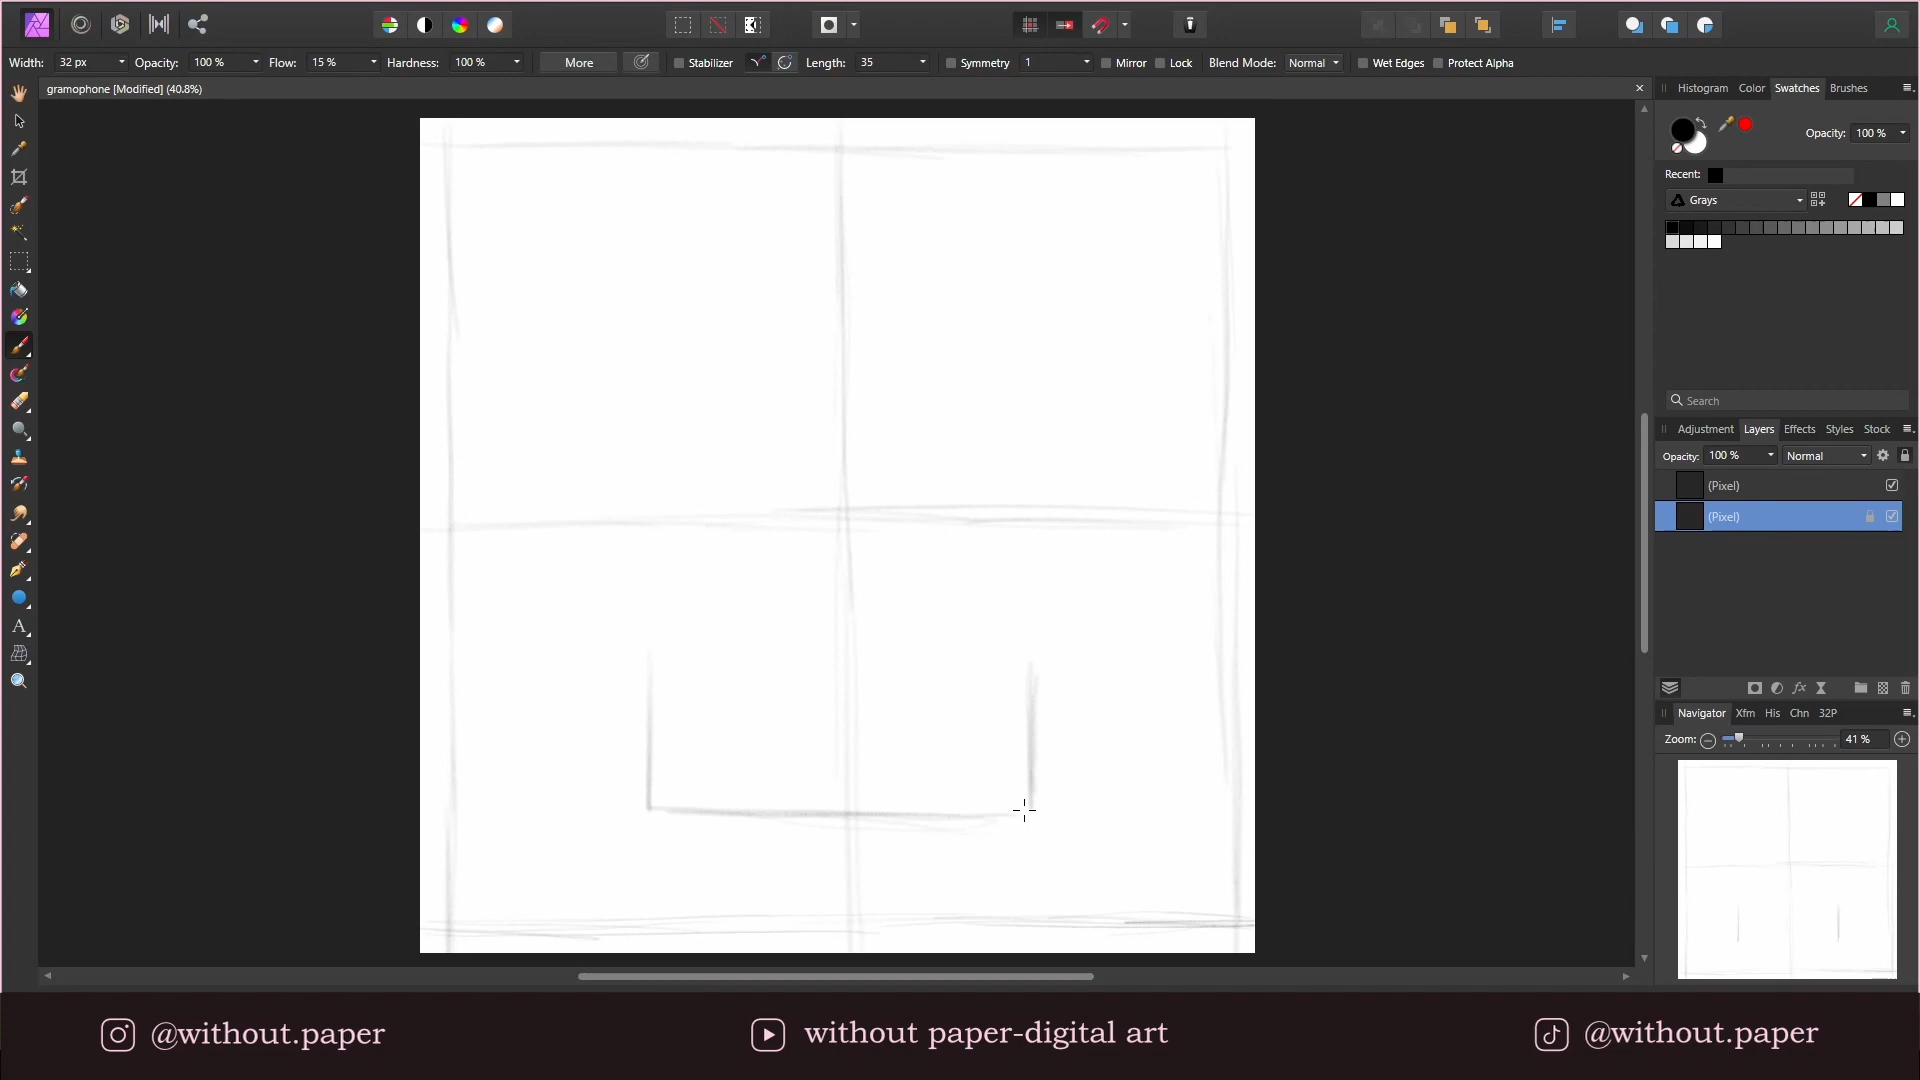 Width: 32 px Opacity: 100 % Flow: 15 % Hardness: 100 % More Stabilizer Length: 35 Symmetry 1 Mirror Lock Blend Mode: Normal Wet Edges Protect Alpha
gramophone [Modified] (40.8%)
Histogram Color Swatches Brushes
Opacity: 100 %
Recent:
Grays
Search
Adjustment Layers Effects Styles Stock
Opacity: 100 % Normal
(Pixel)
(Pixel)
Navigator Xfm His Chn 32P
Zoom: 41 %
@without.paper
without paper-digital art
@without.paper